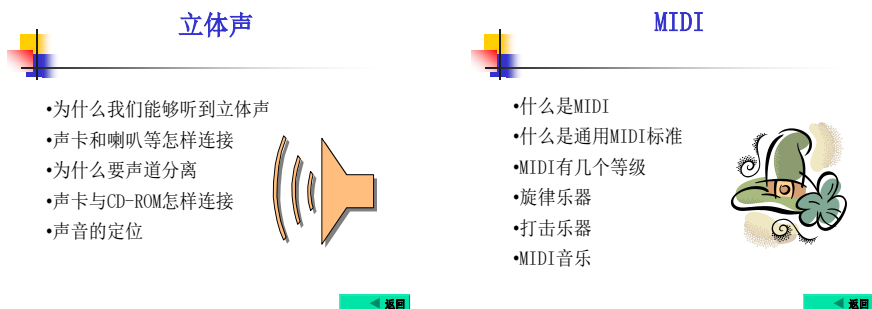 立体声
•为什么我们能够听到立体声
•声卡和喇叭等怎样连接
•为什么要声道分离
•声卡与CD-ROM怎样连接
•声音的定位
返回
MIDI
•什么是MIDI
•什么是通用MIDI标准
•MIDI有几个等级
•旋律乐器
•打击乐器
•MIDI音乐
返回